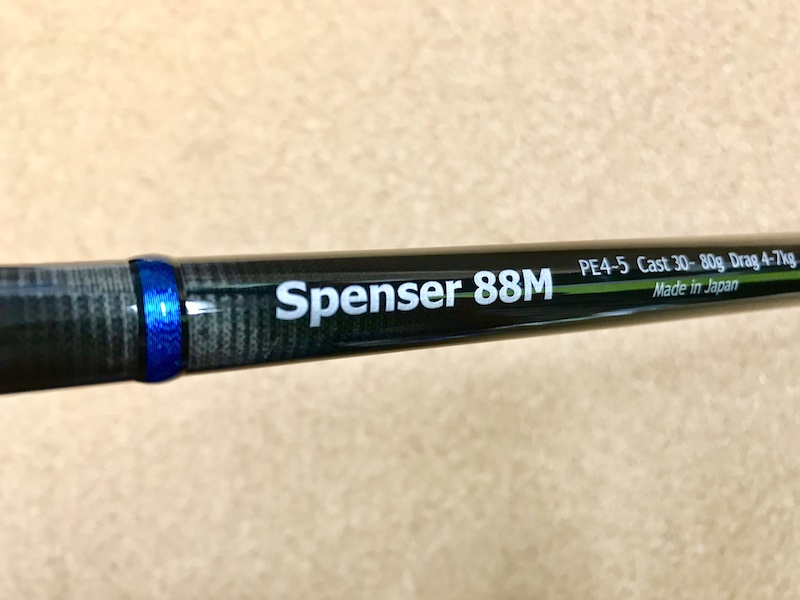 Spenser 88M
PE4-5 Cast 30- 80g Drag 4-7kg
Made in Japan